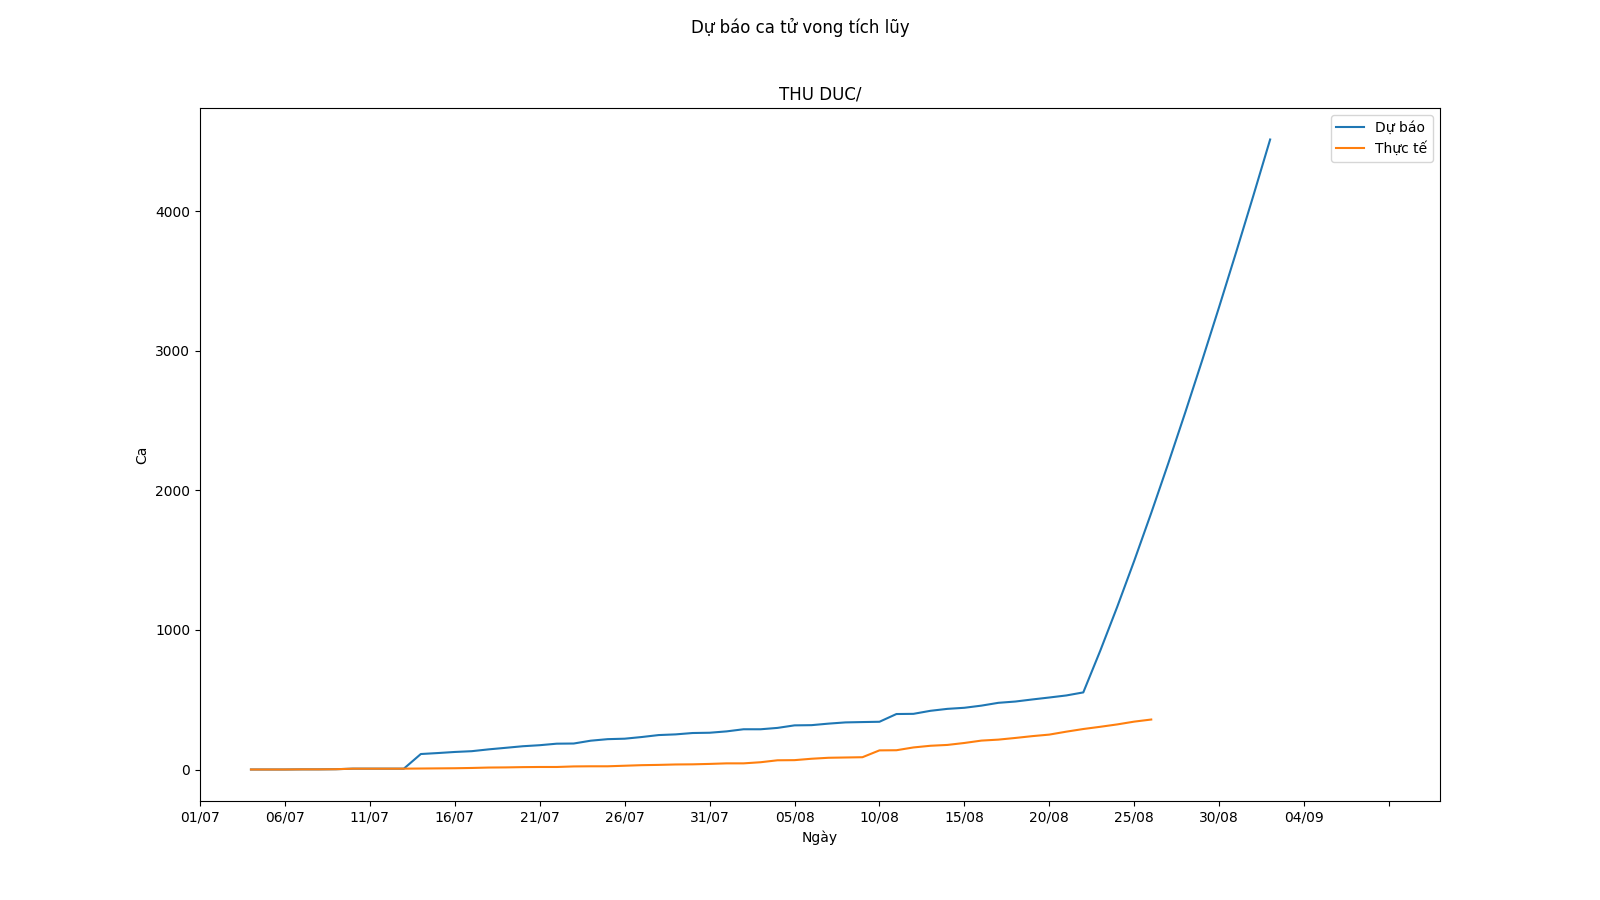 Dự báo ca tử vong tích lũy
THU DUC/
Dự báo
Thực tế
4000
3000
2000
1000
0
Ca
01/07 06/07 11/07 16/07 21/07 26/07 31/07 05/08 10/08 15/08 20/08 25/08 30/08 04/09
Ngày